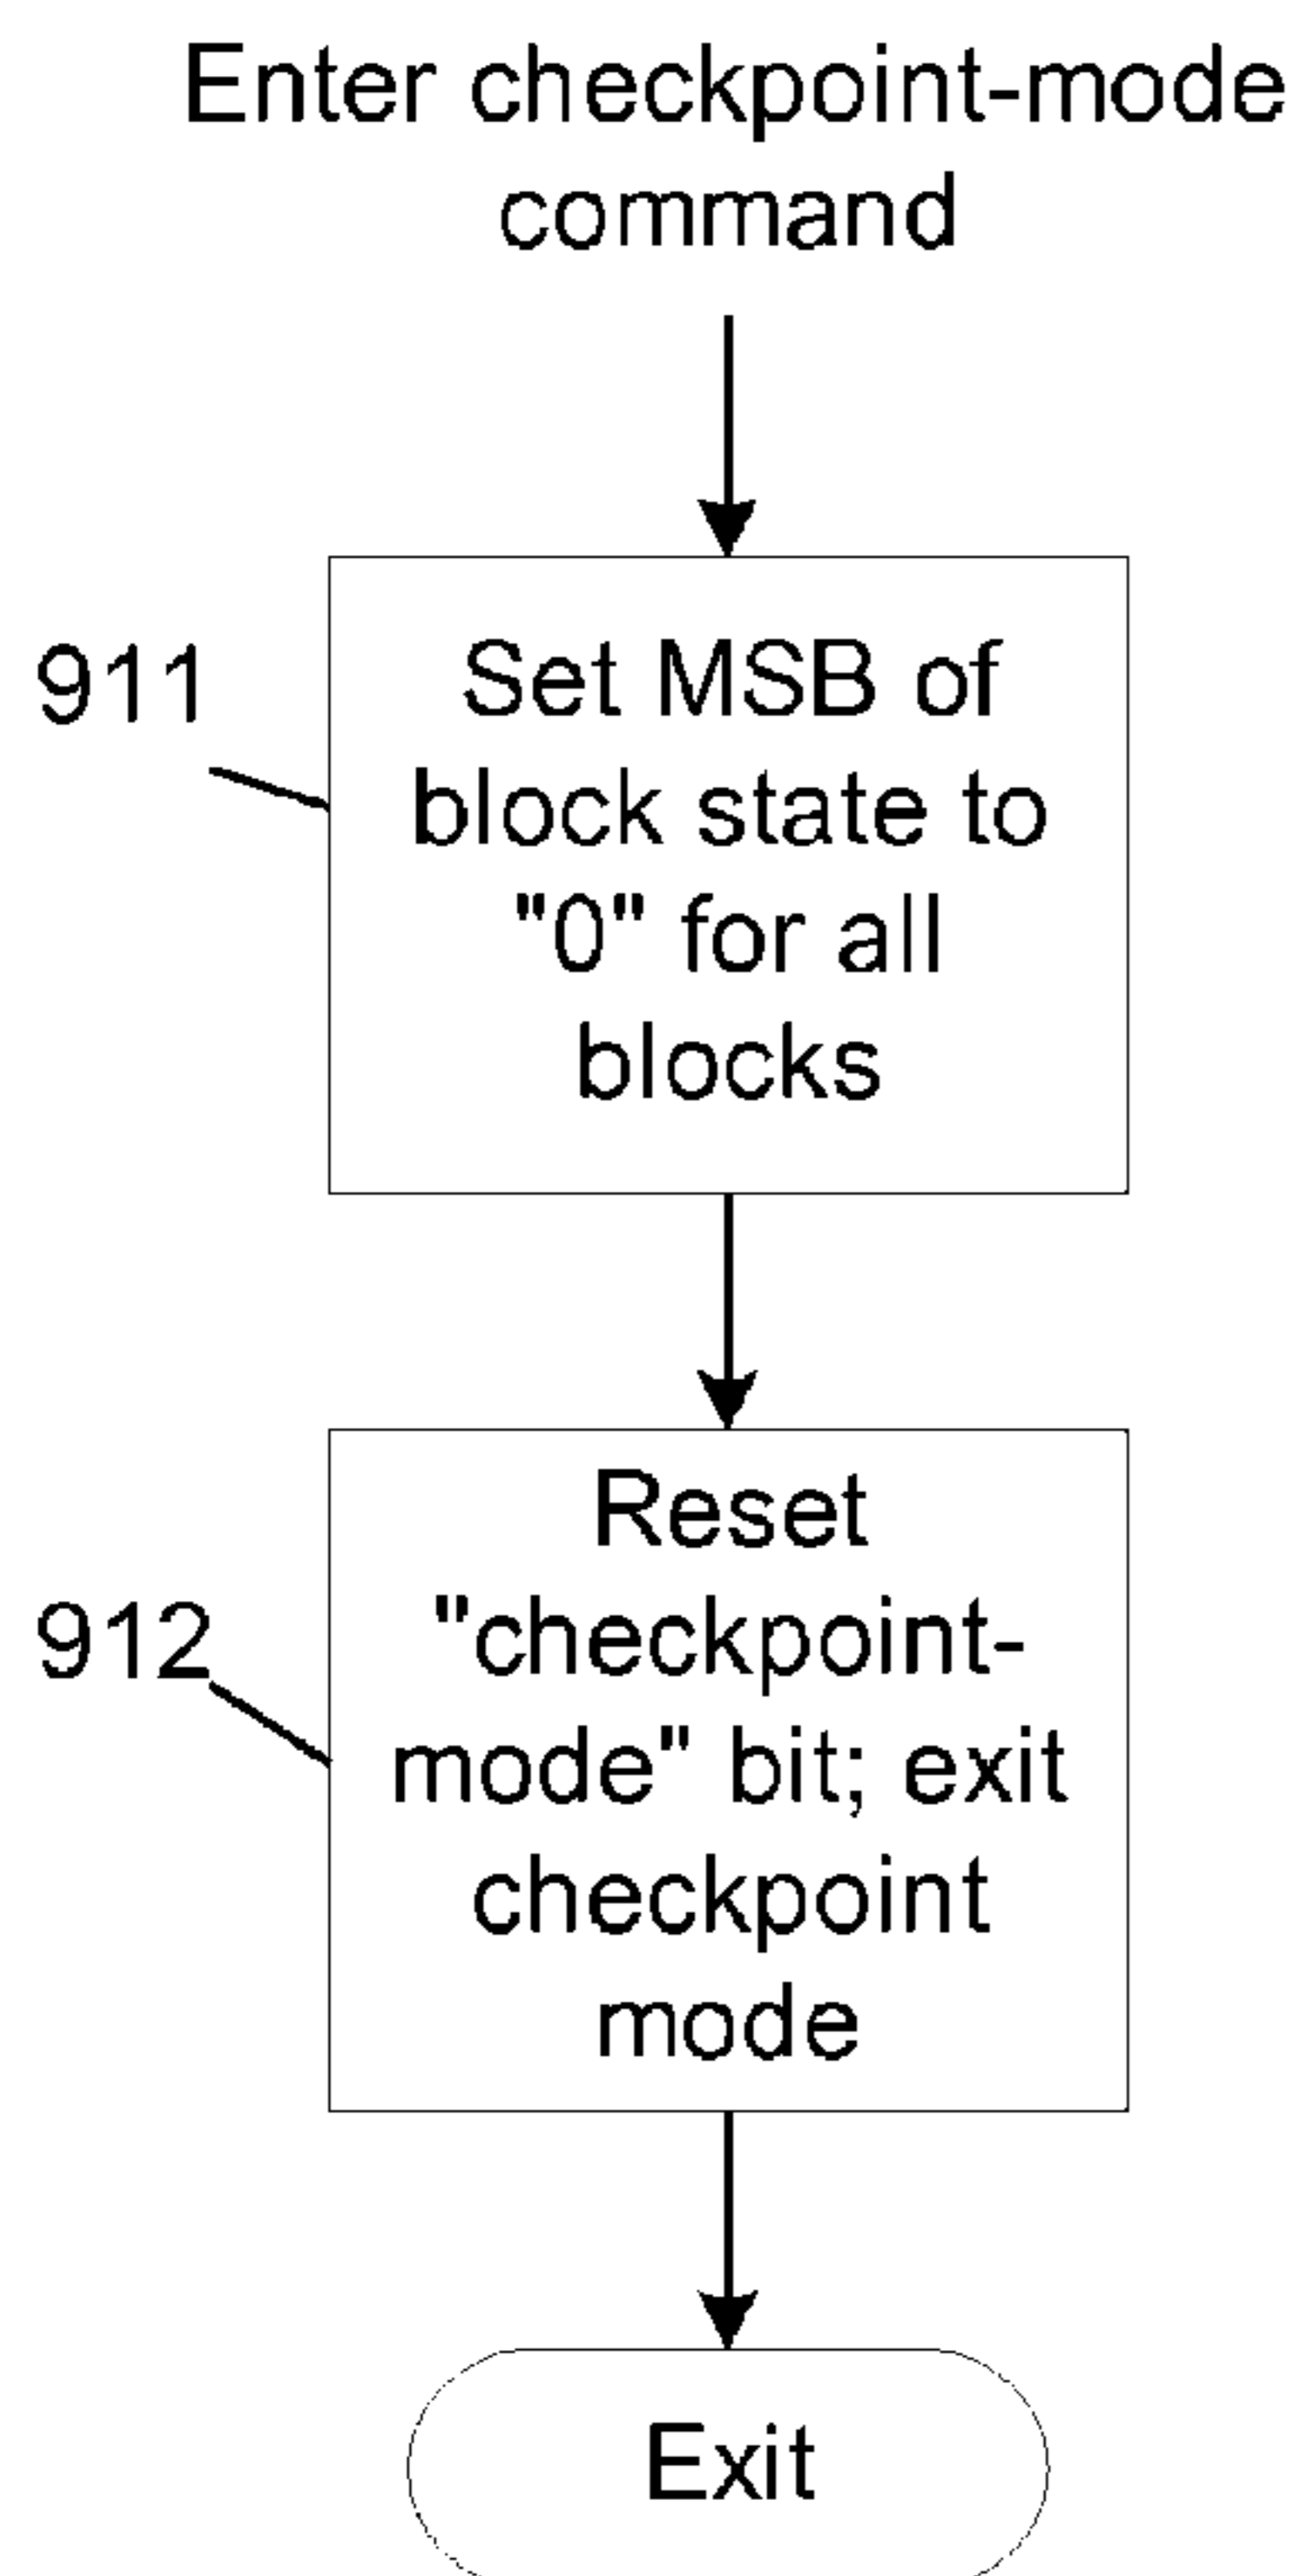 Enter checkpoint-mode
command
911
Set MSB of
block state to
"0" for all
blocks
912
Reset
"checkpoint-
mode" bit; exit
checkpoint
mode
Exit